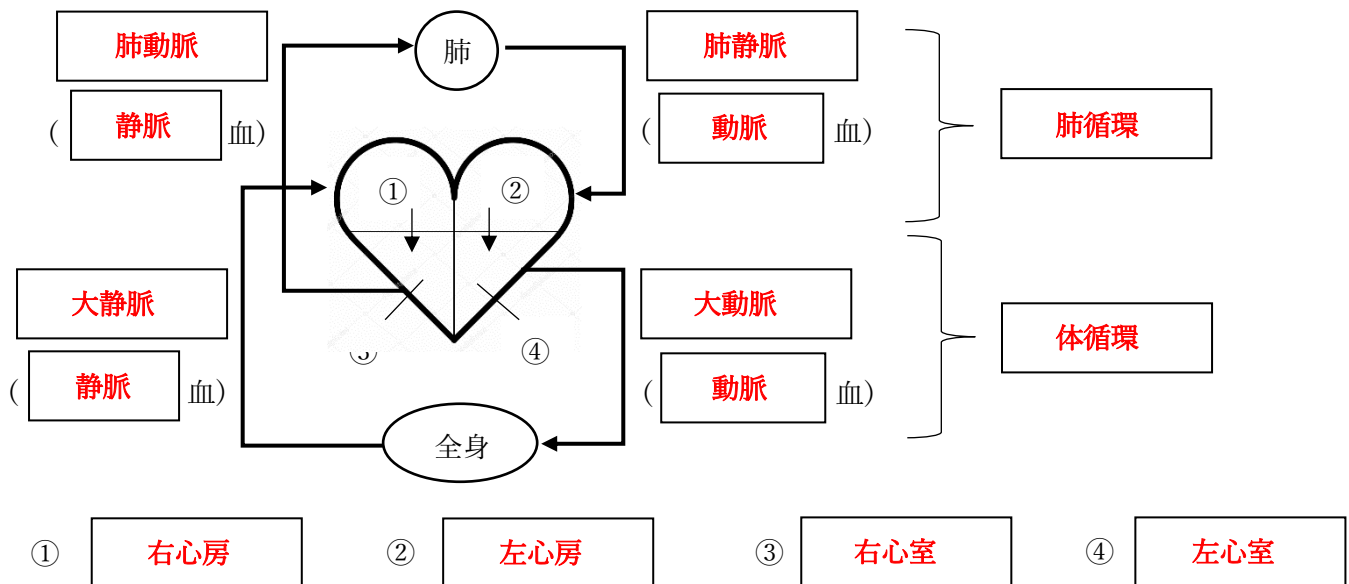 肺動脈
(静脈血)
肺
肺静脈
(動脈血)
肺循環
①
②
大静脈
(静脈血)
③
④
大動脈
(動脈血)
体循環
全身
① 右心房
② 左心房
③ 右心室
④ 左心室